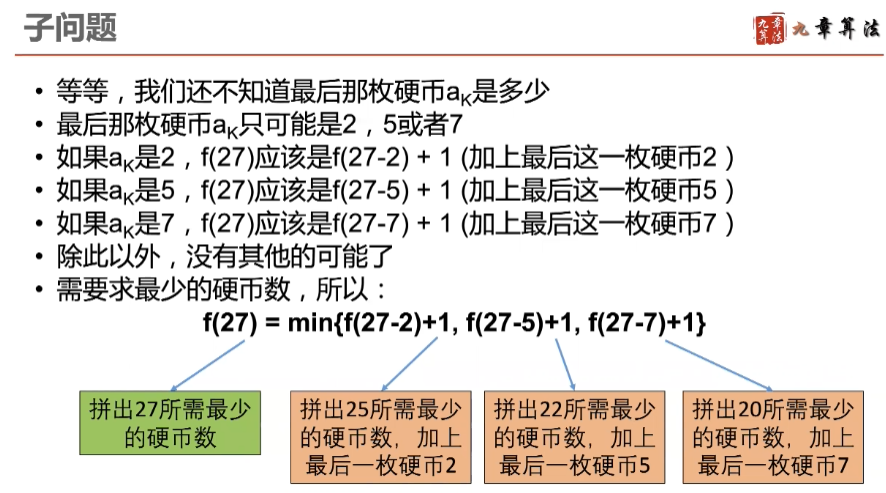 子问题
九章算法 九章算法
• 等等，我们还不知道最后那枚硬币aK是多少
• 最后那枚硬币aK只可能是2，5或者7
• 如果aK是2，f(27)应该是f(27-2) + 1 (加上最后这一枚硬币2）
• 如果aK是5，f(27)应该是f(27-5) + 1 (加上最后这一枚硬币5）
• 如果aK是7，f(27)应该是f(27-7) + 1 (加上最后这一枚硬币7）
• 除此以外，没有其他的可能了
• 需要求最少的硬币数，所以：
f(27) = min{f(27-2)+1, f(27-5)+1, f(27-7)+1}
拼出27所需最少
的硬币数
拼出25所需最少
的硬币数，加上
最后一枚硬币2
拼出22所需最少
的硬币数，加上
最后一枚硬币5
拼出20所需最少
的硬币数，加上
最后一枚硬币7